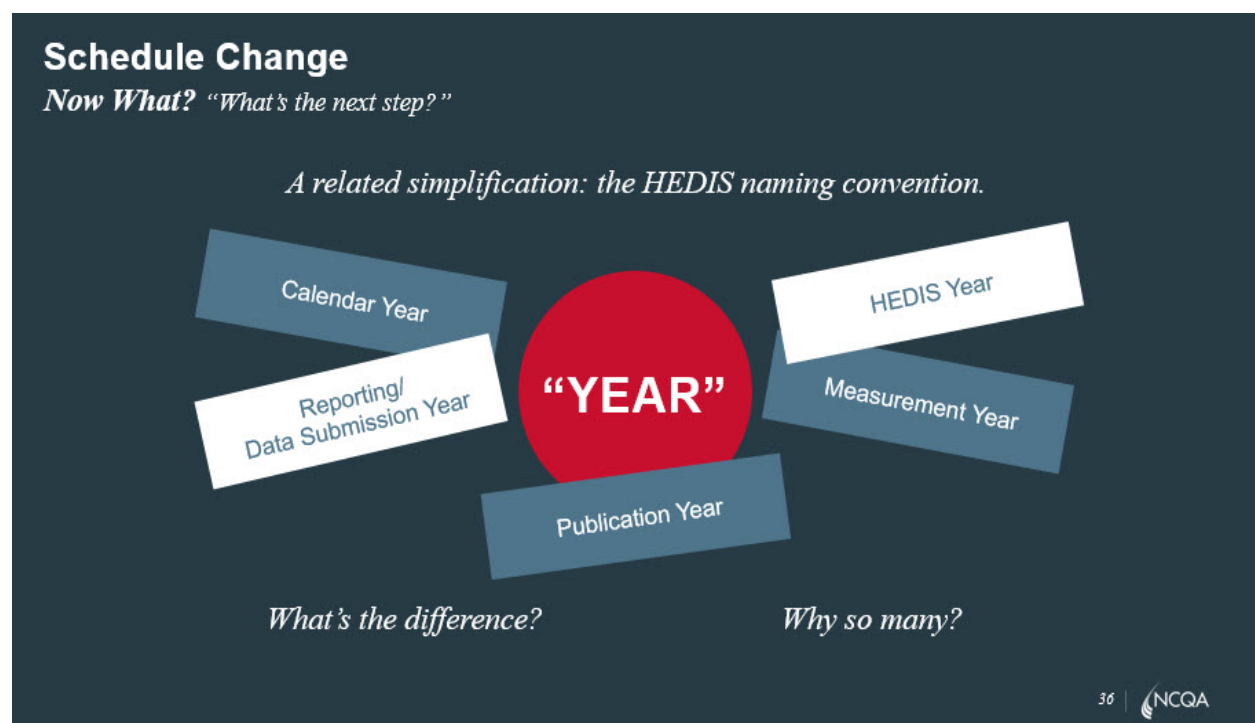 Schedule Change
Now What? “What’s the next step?”
A related simplification: the HEDIS naming convention.
Calendar Year
HEDIS Year
Reporting/
Data Submission Year
“YEAR”
Measurement Year
Publication Year
What’s the difference?
Why so many?
36
NCQA